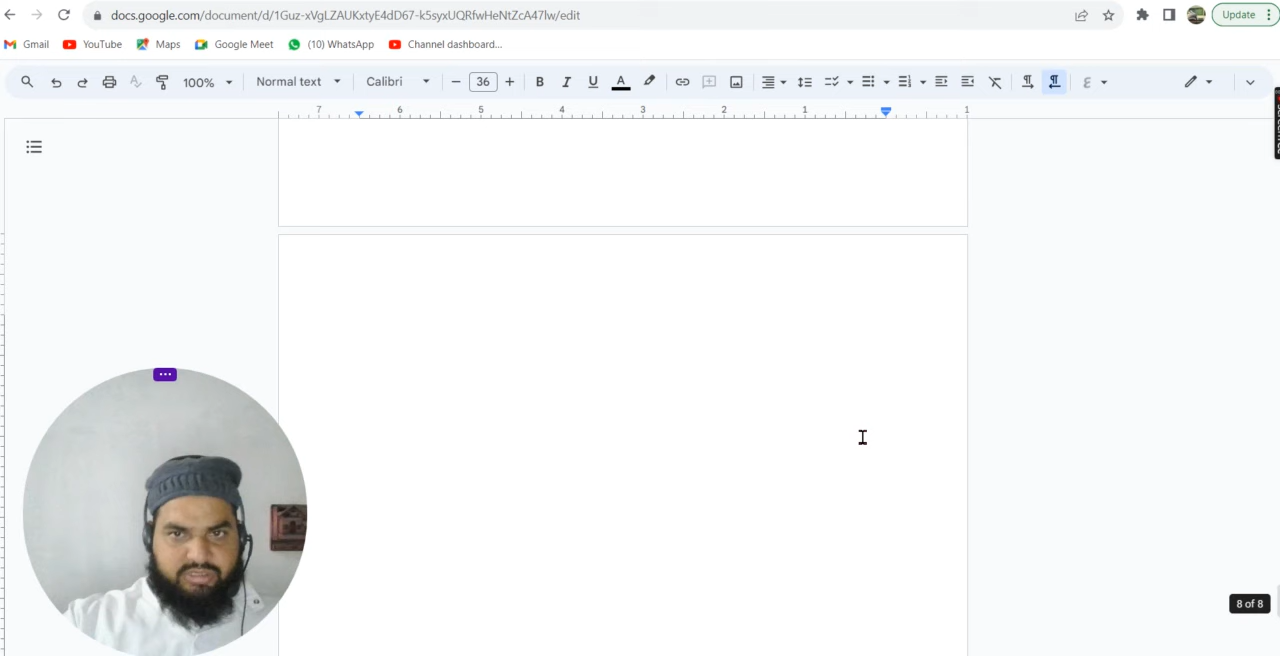 docs.google.com/document/d/1Guz-xVgLZAUKxtyE4dD67-k5syxUQRfwHeNtZcA47lw/edit
Update
Gmail YouTube Maps Google Meet (10) WhatsApp Channel dashboard...
100% Normal text Calibri 36 B I U A
7 6 5 4 3 2 1 1
8 of 8